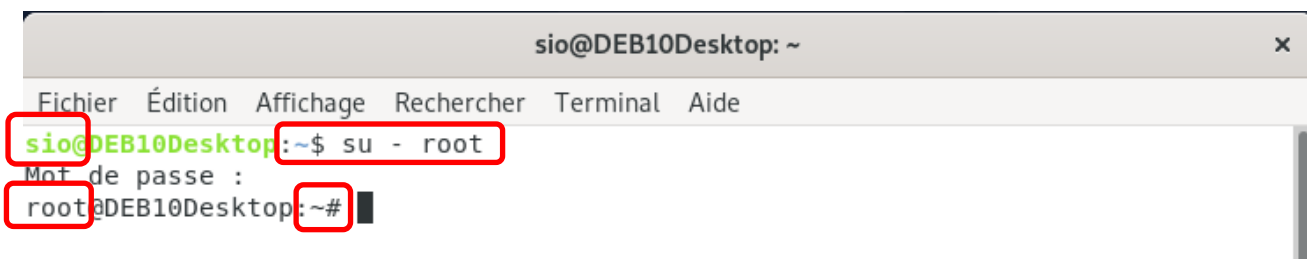 sio@DEB10Desktop: ~ ×
Fichier Édition Affichage Rechercher Terminal Aide
sio@DEB10Desktop:~$ su - root
Mot de passe :
root@DEB10Desktop:~#